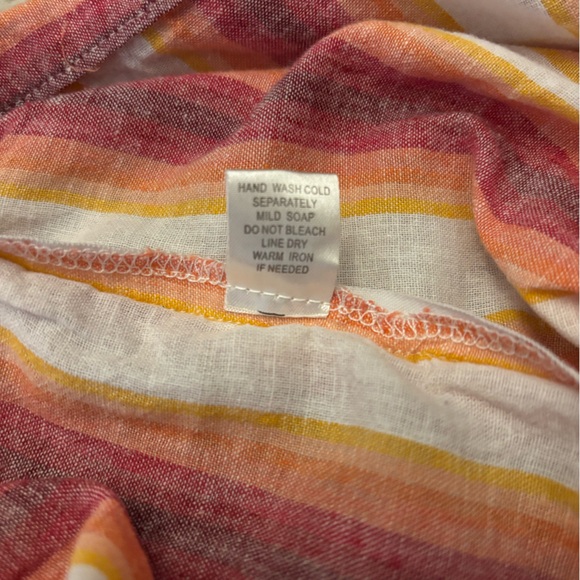 HAND WASH COLD
SEPARATELY
MILD SOAP
DO NOT BLEACH
LINE DRY
WARM IRON
IF NEEDED